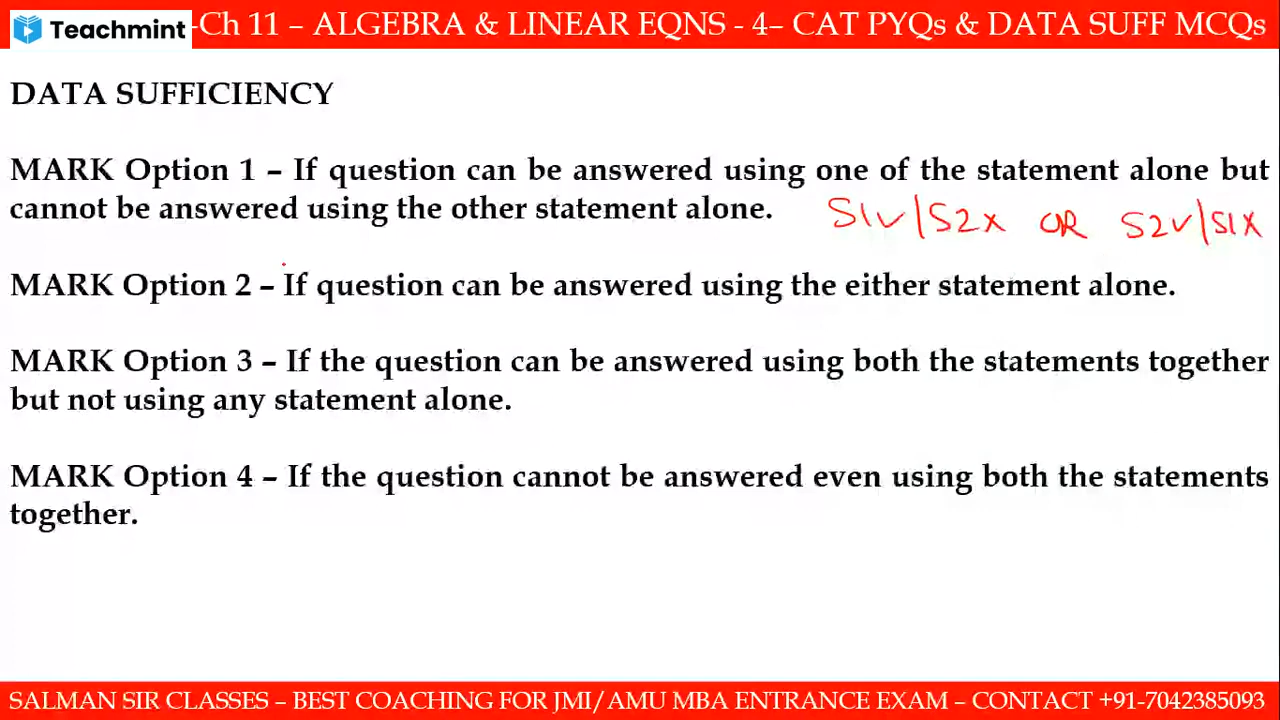 Teachmint
-Ch 11 – ALGEBRA & LINEAR EQNS - 4– CAT PYQs & DATA SUFF MCQs
DATA SUFFICIENCY
MARK Option 1 – If question can be answered using one of the statement alone but
cannot be answered using the other statement alone.
S1✓|S2X OR S2✓|S1X
MARK Option 2 – If question can be answered using the either statement alone.
MARK Option 3 – If the question can be answered using both the statements together
but not using any statement alone.
MARK Option 4 – If the question cannot be answered even using both the statements
together.
SALMAN SIR CLASSES – BEST COACHING FOR JMI/AMU MBA ENTRANCE EXAM – CONTACT +91-7042385093